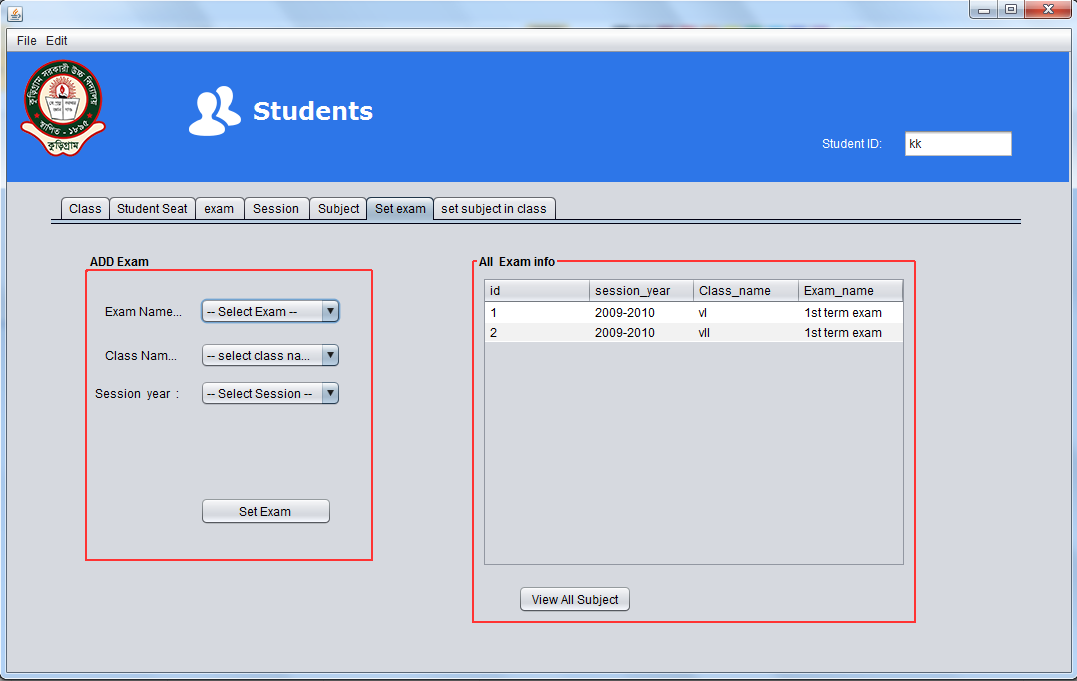 File Edit
কুড়িগ্রাম সরকারী উচ্চ বিদ্যালয়
স্থাপিত - ১৮৯৫
কুড়িগ্রাম
Students
Student ID: kk
Class Student Seat exam Session Subject Set exam set subject in class
ADD Exam
Exam Name... -- Select Exam --
Class Nam... -- select class na...
Session year : -- Select Session --
Set Exam
All Exam info
id session_year Class_name Exam_name
1 2009-2010 vI 1st term exam
2 2009-2010 vII 1st term exam
View All Subject